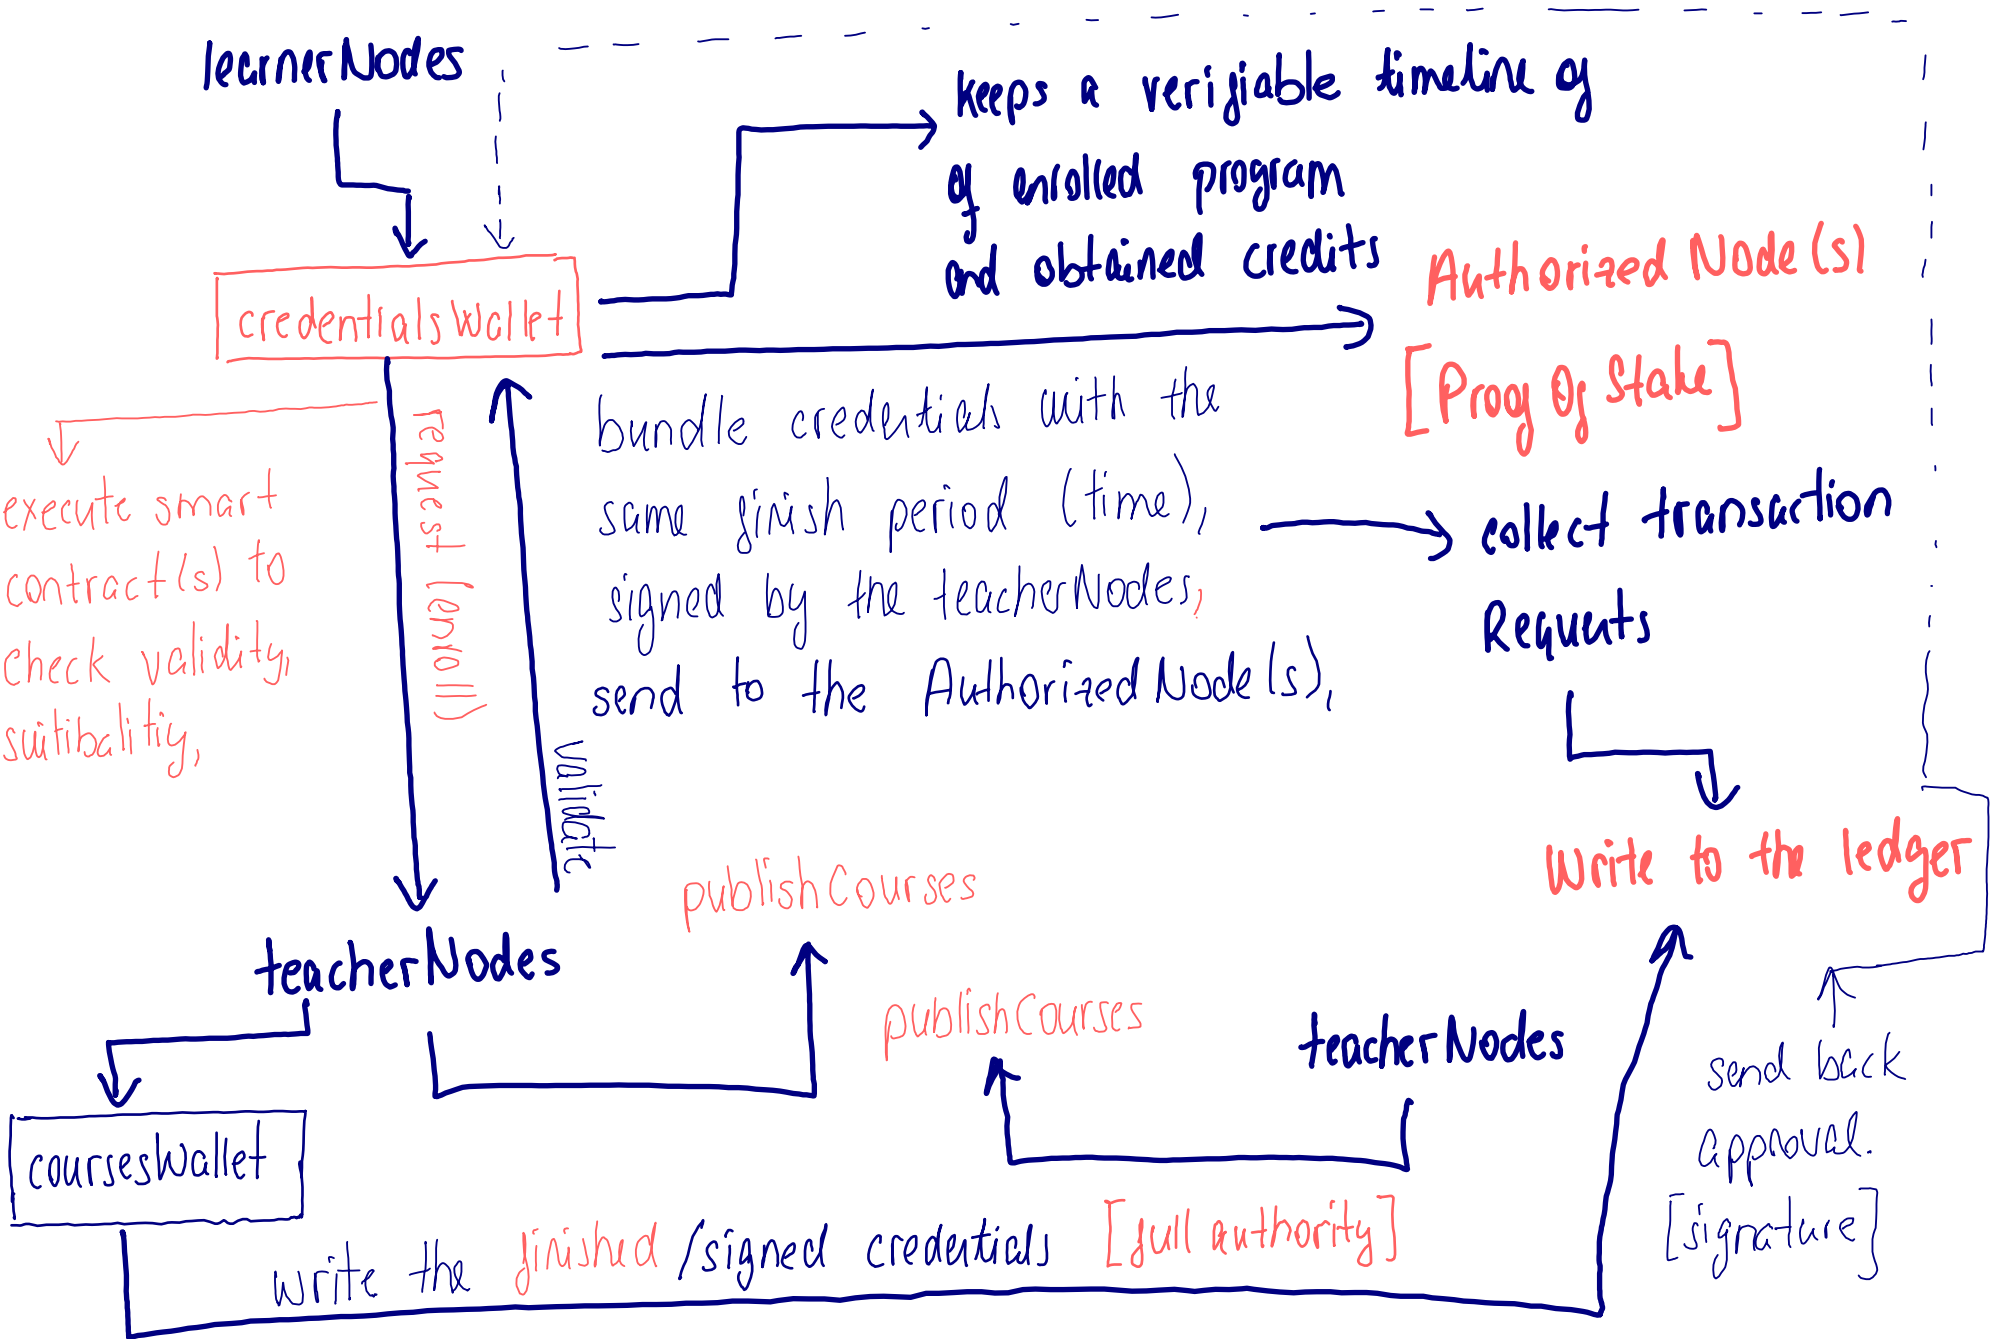 learnerNodes
keeps a verifiable timeline of
of enrolled program
and obtained credits
Authorized Node(s)
[Proof Of Stake]
credentialsWallet
request (enroll)
validate
execute smart
contract(s) to
check validity,
suitibalitiy,
bundle credentials with the
same finish period (time),
signed by the teacherNodes,
send to the AuthorizedNode(s),
collect transaction
Requests
Write to the ledger
teacherNodes
publishCourses
publishCourses
teacherNodes
send back
approval.
[signature]
coursesWallet
write the finished/signed credentials [full authority]